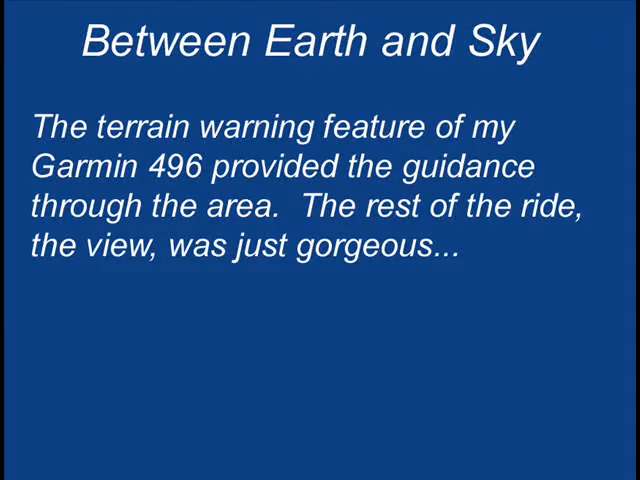 Between Earth and Sky
The terrain warning feature of my
Garmin 496 provided the guidance
through the area.  The rest of the ride,
the view, was just gorgeous...